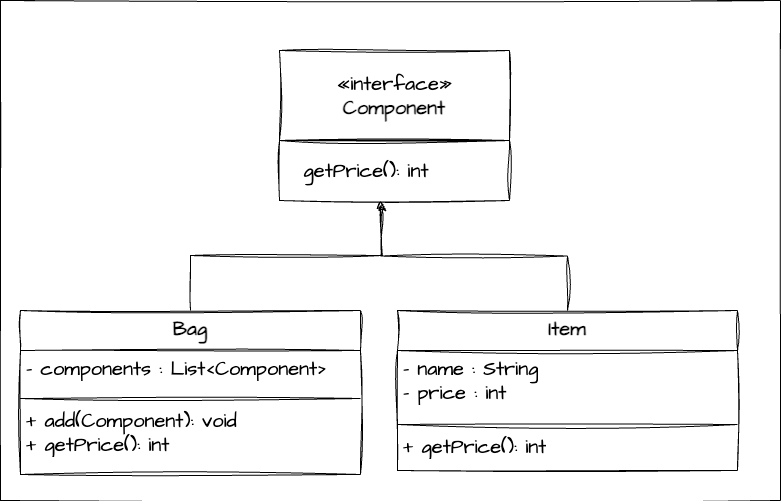 «interface»
Component
getPrice(): int
Bag
- components : List<Component>
+ add(Component): void
+ getPrice(): int
Item
- name : String
- price : int
+ getPrice(): int